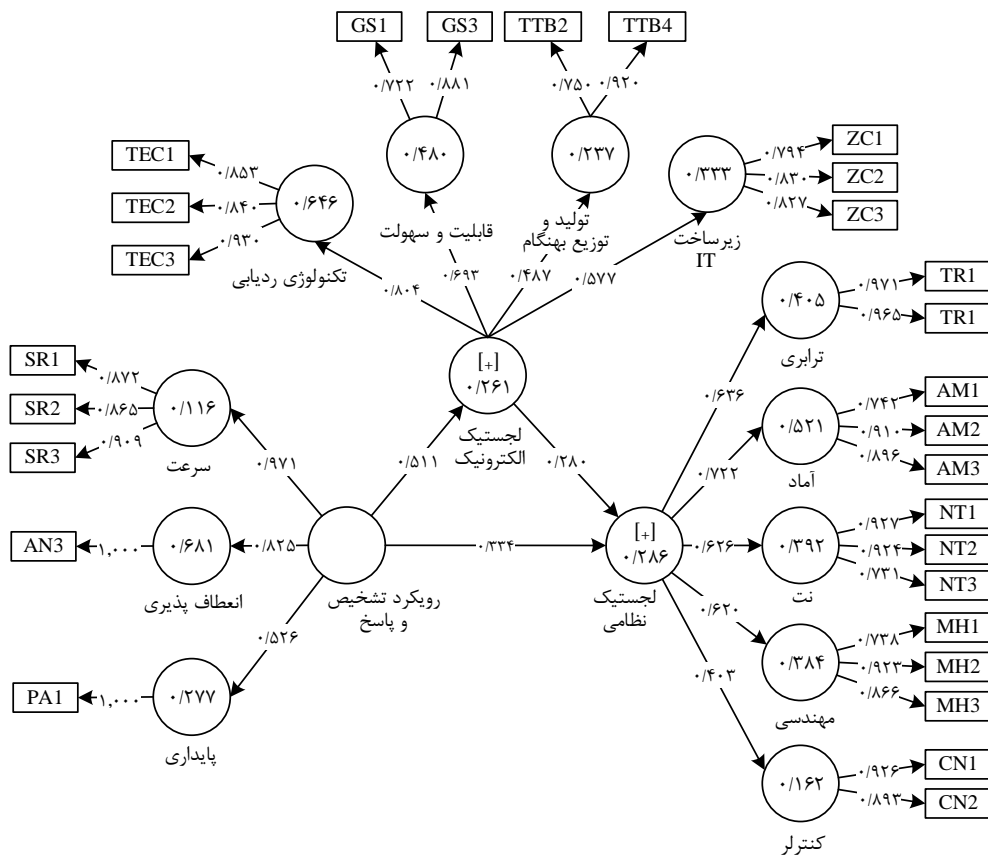 GS1
GS3
TTB2
TTB4
۰/۷۲۲
۰/۸۸۱
۰/۷۵۰
۰/۹۲۰
TEC1
TEC2
TEC3
۰/۸۵۳
۰/۸۴۰
۰/۹۳۰
۰/۶۴۶
تکنولوژی ردیابی
۰/۴۸۰
قابلیت و سهولت
۰/۲۳۷
تولید و
توزیع بهنگام
۰/۳۳۳
زیرساخت
IT
۰/۷۹۴
۰/۸۳۰
۰/۸۲۷
ZC1
ZC2
ZC3
۰/۸۰۴
۰/۶۹۳
۰/۴۸۷
۰/۵۷۷
[+]
۰/۲۶۱
لجستیک
الکترونیک
SR1
SR2
SR3
۰/۸۷۲
۰/۸۶۵
۰/۹۰۹
۰/۱۱۶
سرعت
۰/۹۷۱
۰/۵۱۱
۰/۲۸۰
AN3
۱,۰۰۰
۰/۶۸۱
انعطاف پذیری
۰/۸۲۵
رویکرد تشخیص
و پاسخ
۰/۳۳۴
[+]
۰/۲۸۶
لجستیک
نظامی
PA1
۱,۰۰۰
۰/۲۷۷
پایداری
۰/۵۲۶
۰/۶۳۶
۰/۷۲۲
۰/۶۲۶
۰/۶۲۰
۰/۴۰۳
۰/۴۰۵
ترابری
۰/۹۷۱
۰/۹۶۵
TR1
TR1
۰/۵۲۱
آماد
۰/۷۴۲
۰/۹۱۰
۰/۸۹۶
AM1
AM2
AM3
۰/۳۹۲
نت
۰/۹۲۷
۰/۹۲۴
۰/۷۳۱
NT1
NT2
NT3
۰/۳۸۴
مهندسی
۰/۷۳۸
۰/۹۲۳
۰/۸۶۶
MH1
MH2
MH3
۰/۱۶۲
کنترلر
۰/۹۲۶
۰/۸۹۳
CN1
CN2